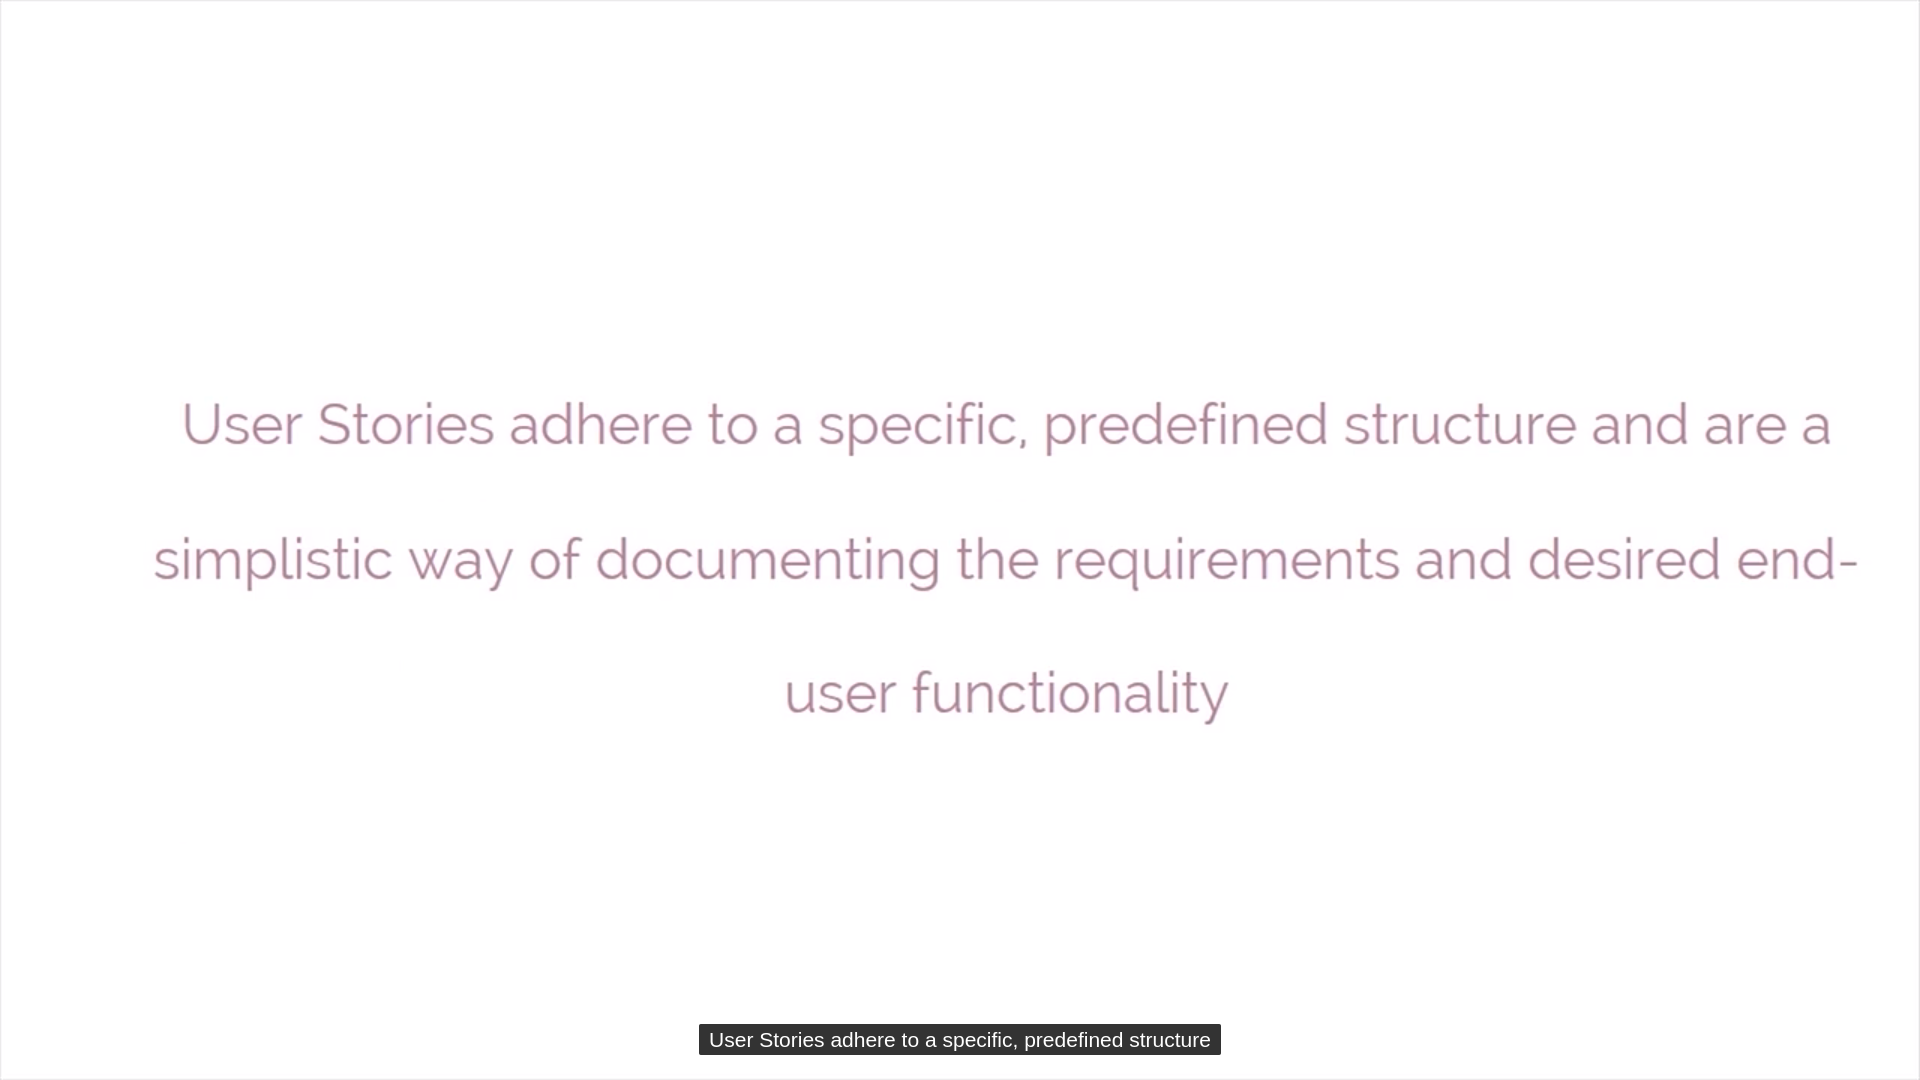 User Stories adhere to a specific, predefined structure and are a
simplistic way of documenting the requirements and desired end-
user functionality
User Stories adhere to a specific, predefined structure